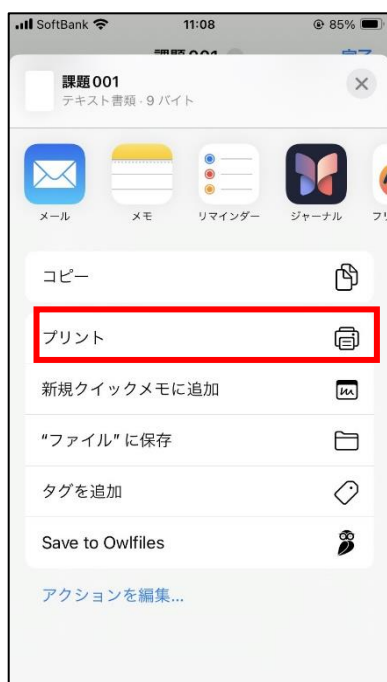 SoftBank 11:08 85%
課題001
テキスト書類・9 バイト
メール メモ リマインダー ジャーナル
コピー
プリント
新規クイックメモに追加
“ファイル” に保存
タグを追加
Save to Owlfiles
アクションを編集...